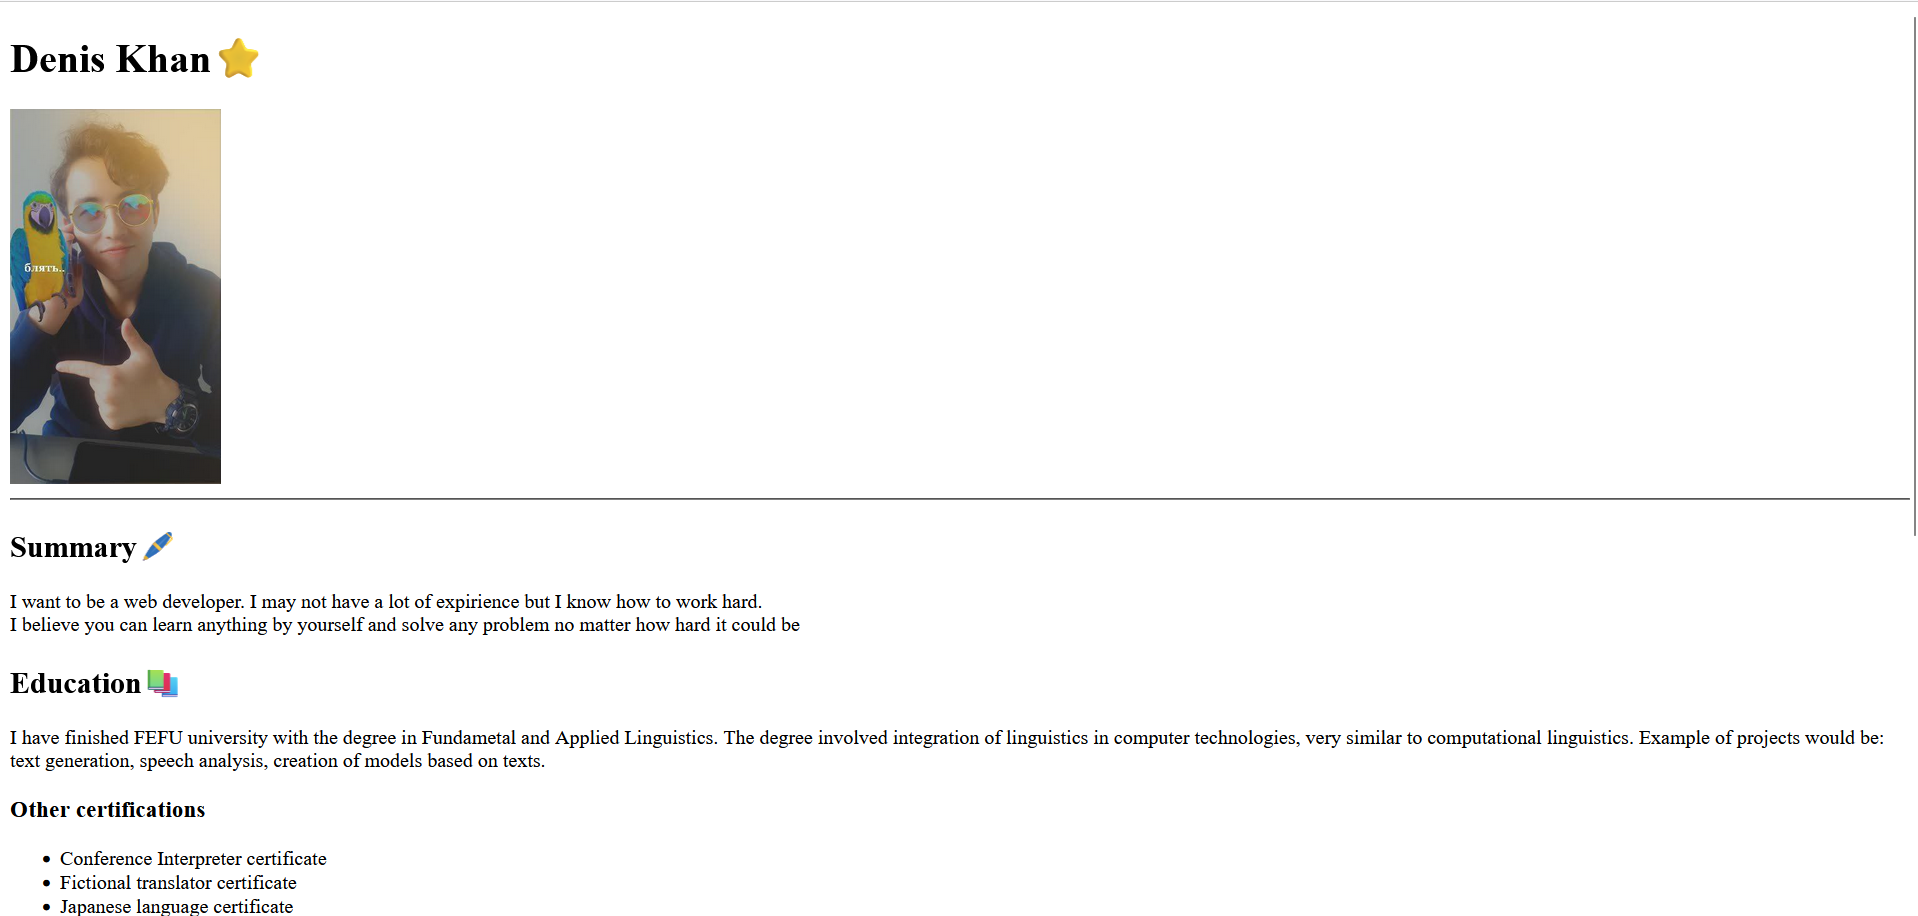 Denis Khan
блять..
Summary
I want to be a web developer. I may not have a lot of expirience but I know how to work hard.
I believe you can learn anything by yourself and solve any problem no matter how hard it could be
Education
I have finished FEFU university with the degree in Fundametal and Applied Linguistics. The degree involved integration of linguistics in computer technologies, very similar to computational linguistics. Example of projects would be:
text generation, speech analysis, creation of models based on texts.
Other certifications
Conference Interpreter certificate
Fictional translator certificate
Japanese language certificate